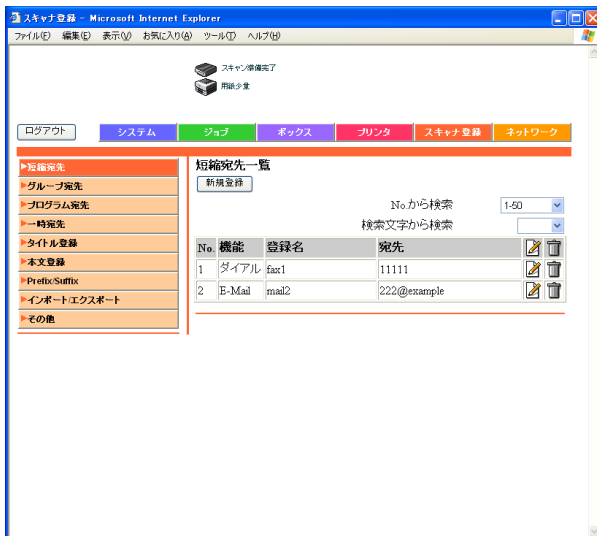 スキャナ登録 - Microsoft Internet Explorer
ファイル(F) 編集(E) 表示(V) お気に入り(A) ツール(T) ヘルプ(H)
スキャン準備完了
用紙少量
ログアウト システム ジョブ ボックス プリンタ スキャナ登録 ネットワーク
短縮宛先
グループ宛先
プログラム宛先
一時宛先
タイトル登録
本文登録
Prefix/Suffix
インポート/エクスポート
その他
短縮宛先一覧
新規登録
No.から検索 1-50
検索文字から検索
No. 機能 登録名 宛先
1 ダイアル fax1 11111
2 E-Mail mail2 222@example